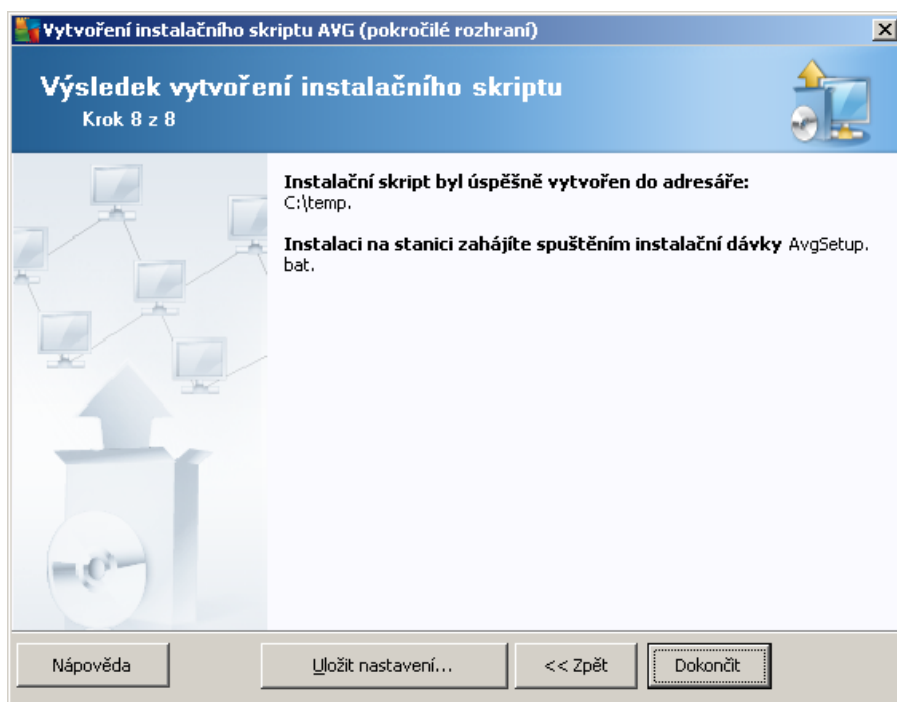 Vytvoření instalačního skriptu AVG (pokročilé rozhraní)
Výsledek vytvoření instalačního skriptu
Krok 8 z 8
Instalační skript byl úspěšně vytvořen do adresáře:
C:\temp.
Instalaci na stanici zahájíte spuštěním instalační dávky AvgSetup.
bat.
Nápověda
Uložit nastavení...
<< Zpět
Dokončit